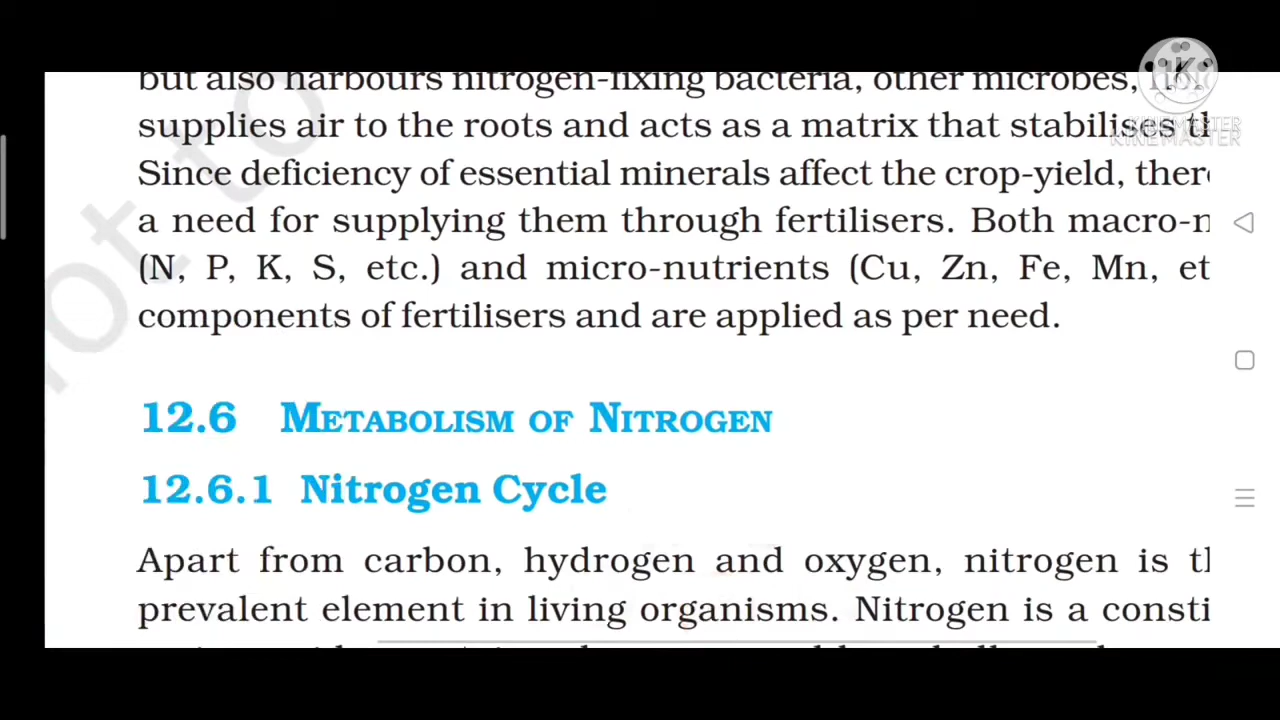 but also harbours nitrogen-fixing bacteria, other microbes,
supplies air to the roots and acts as a matrix that stabilises
Since deficiency of essential minerals affect the crop-yield,
a need for supplying them through fertilisers. Both
(N, P, K, S, etc.) and micro-nutrients (Cu, Zn, Fe, Mn,
components of fertilisers and are applied as per need.
12.6 METABOLISM OF NITROGEN
12.6.1 Nitrogen Cycle
Apart from carbon, hydrogen and oxygen, nitrogen is
prevalent element in living organisms. Nitrogen is a
KINEMASTER
not to